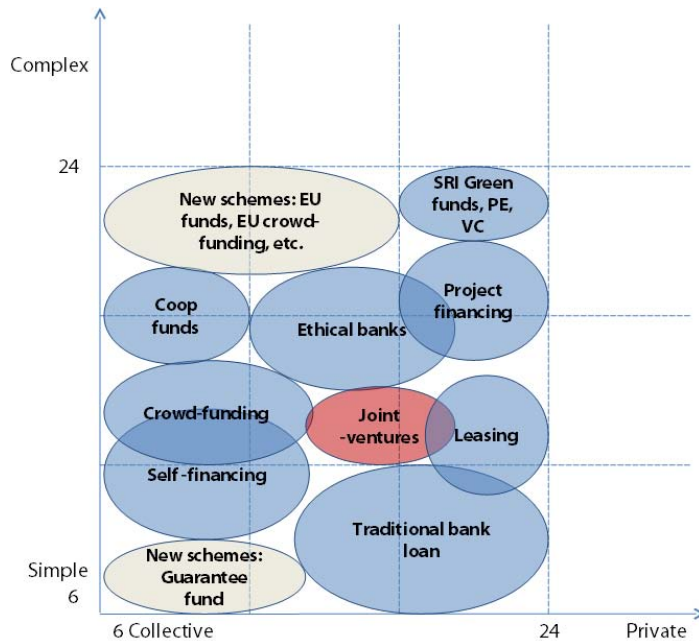 Complex
24
SRI Green
funds, PE,
VC
New schemes: EU
funds, EU crowd-
funding, etc.
Project
financing
Coop
funds
Ethical banks
Crowd-funding
Joint
-ventures
Leasing
Self-financing
Traditional bank
loan
New schemes:
Guarantee
fund
Simple
6
6 Collective
24
Private